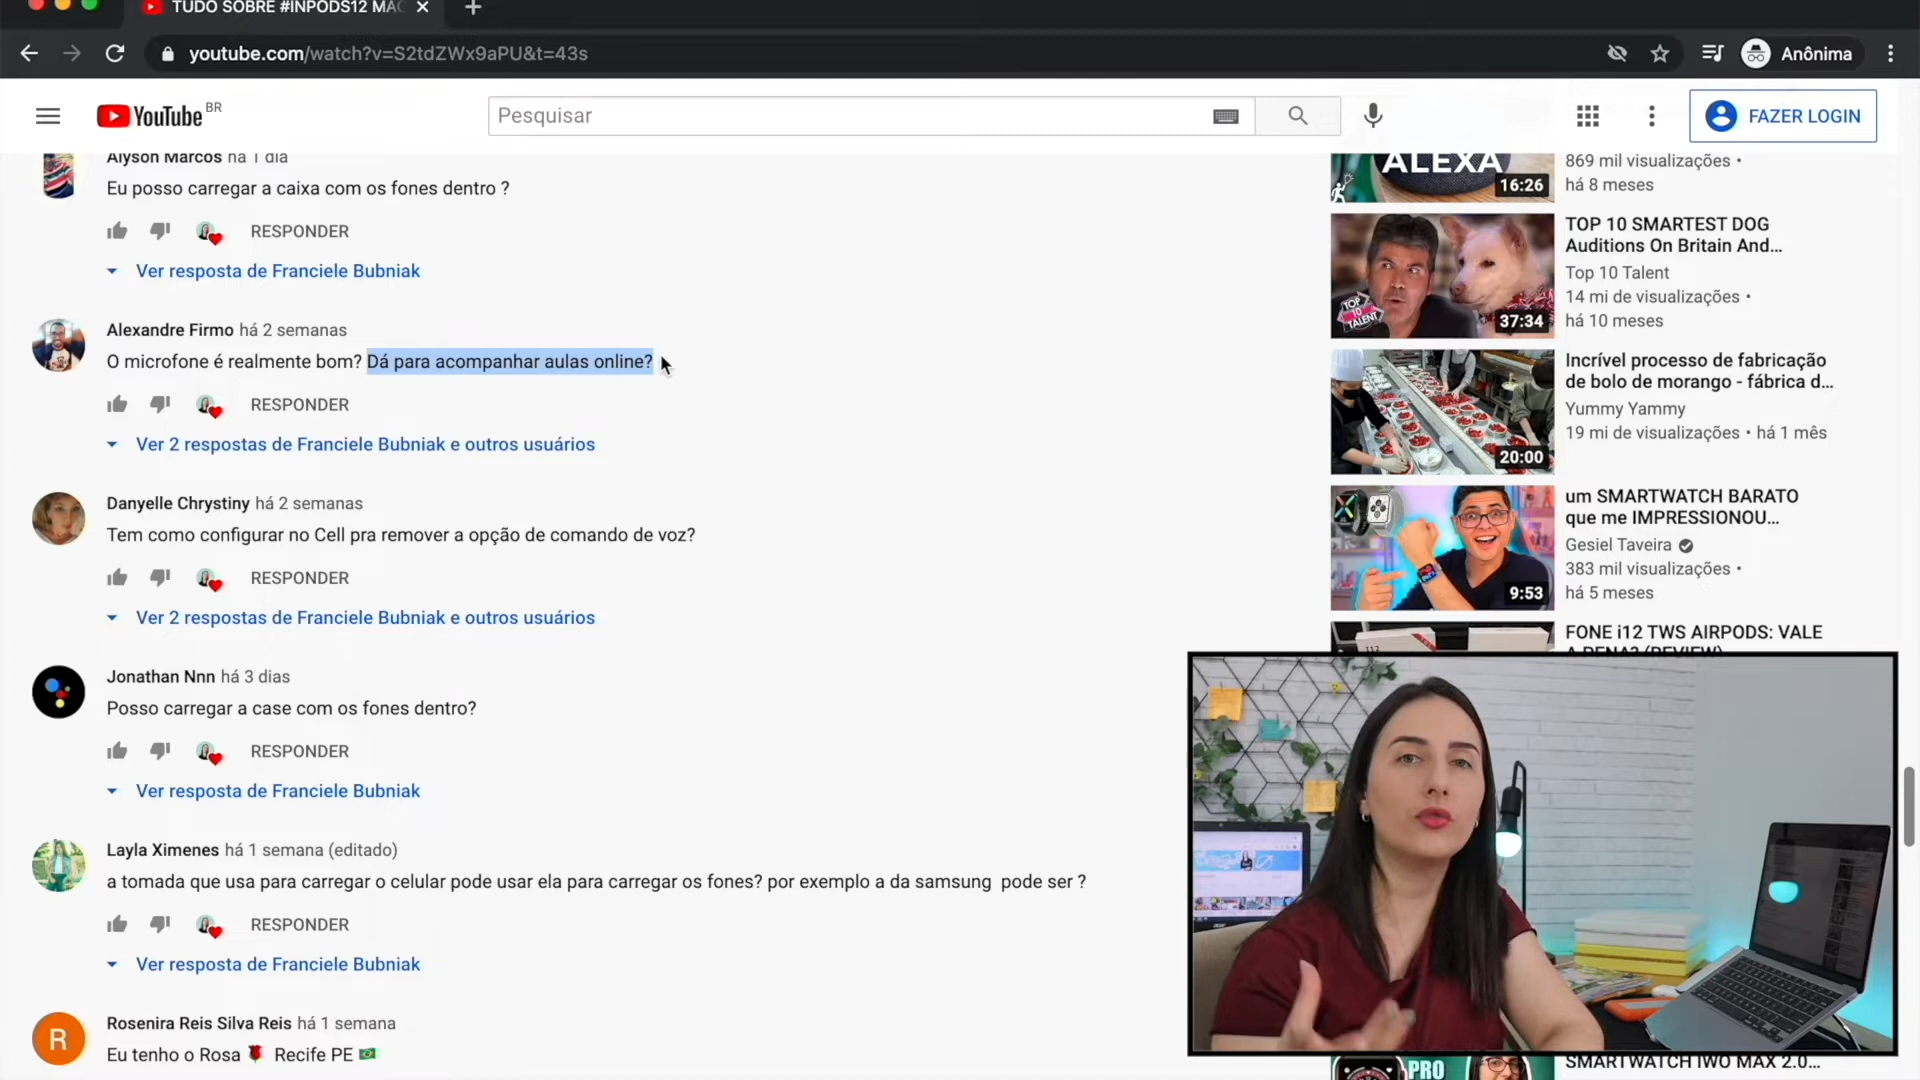 TUDO SOBRE #INPODS12 MAC
youtube.com/watch?v=S2tdZWx9aPU&t=43s
Anônima
YouTube BR
Pesquisar
FAZER LOGIN
Alyson Marcos há 1 dia
Eu posso carregar a caixa com os fones dentro ?
RESPONDER
Ver resposta de Franciele Bubniak
Alexandre Firmo há 2 semanas
O microfone é realmente bom? Dá para acompanhar aulas online?
RESPONDER
Ver 2 respostas de Franciele Bubniak e outros usuários
Danyelle Chrystiny há 2 semanas
Tem como configurar no Cell pra remover a opção de comando de voz?
RESPONDER
Ver 2 respostas de Franciele Bubniak e outros usuários
Jonathan Nnn há 3 dias
Posso carregar a case com os fones dentro?
RESPONDER
Ver resposta de Franciele Bubniak
Layla Ximenes há 1 semana (editado)
a tomada que usa para carregar o celular pode usar ela para carregar os fones? por exemplo a da samsung pode ser ?
RESPONDER
Ver resposta de Franciele Bubniak
R
Rosenira Reis Silva Reis há 1 semana
Eu tenho o Rosa 🌹 Recife PE 🇧🇷
ALEXA
16:26
869 mil visualizações •
há 8 meses
TOP 10 TALENT
37:34
TOP 10 SMARTEST DOG
Auditions On Britain And...
Top 10 Talent
14 mi de visualizações •
há 10 meses
20:00
Incrível processo de fabricação
de bolo de morango - fábrica d...
Yummy Yammy
19 mi de visualizações • há 1 mês
9:53
um SMARTWATCH BARATO
que me IMPRESSIONOU...
Gesiel Taveira
383 mil visualizações •
há 5 meses
FONE i12 TWS AIRPODS: VALE
A PENA? (REVIEW)
PRO
SMARTWATCH IWO MAX 2.0...